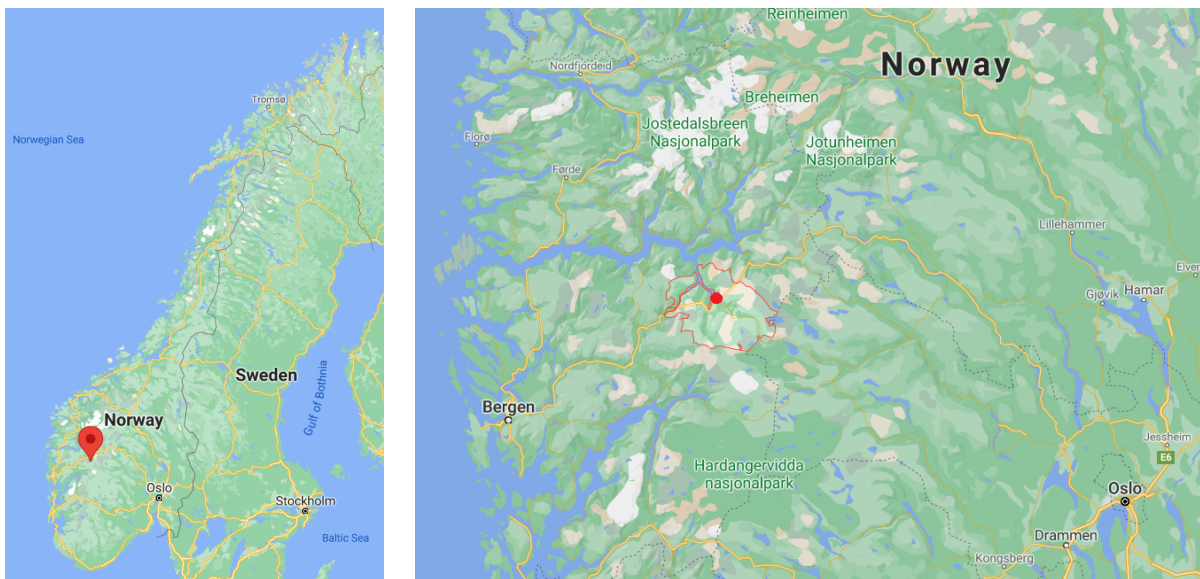 Tromsø
Norwegian Sea
Sweden
Gulf of Bothnia
Norway
Oslo
Stockholm
Baltic Sea
Reinheimen
Norway
Nordfjordeid
Breheimen
Jostedalsbreen
Nasjonalpark
Florø
Jotunheimen
Nasjonalpark
Førde
Lillehammer
Elver
Gjøvik
Hamar
Bergen
Jessheim
E6
Hardangervidda
nasjonalpark
Oslo
Drammen
Kongsberg